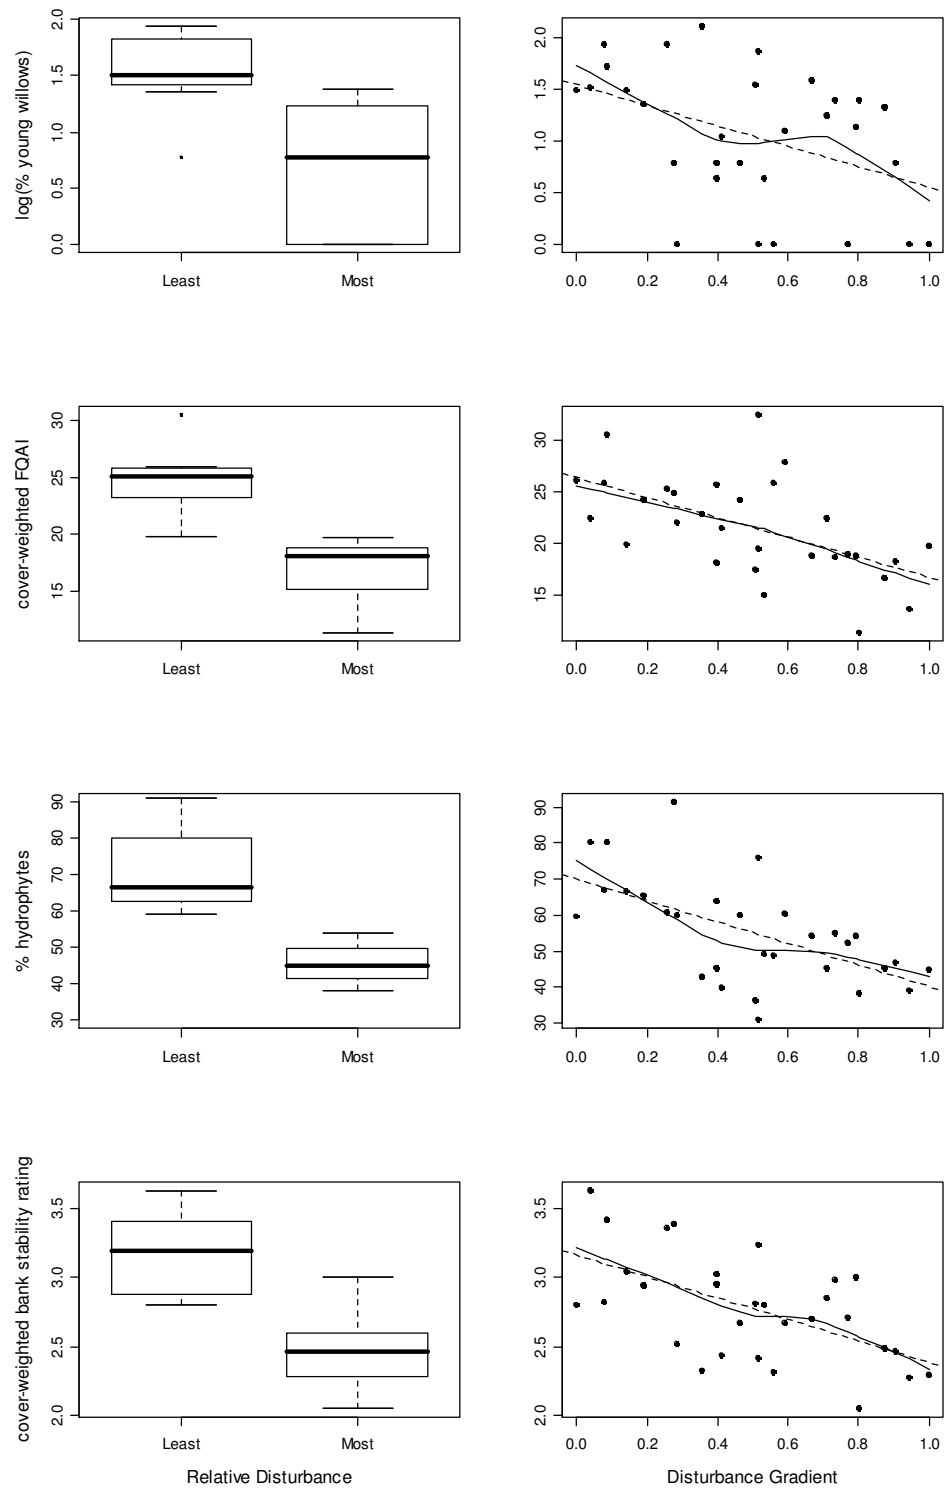 log(% young willows)
2.0
1.5
1.0
0.5
0.0
Least Most
2.0
1.5
1.0
0.5
0.0
0.0 0.2 0.4 0.6 0.8 1.0
cover-weighted FQAI
30
25
20
15
Least Most
30
25
20
15
0.0 0.2 0.4 0.6 0.8 1.0
% hydrophytes
90
80
70
60
50
40
30
Least Most
90
80
70
60
50
40
30
0.0 0.2 0.4 0.6 0.8 1.0
cover-weighted bank stability rating
3.5
3.0
2.5
2.0
Least Most
Relative Disturbance
3.5
3.0
2.5
2.0
0.0 0.2 0.4 0.6 0.8 1.0
Disturbance Gradient